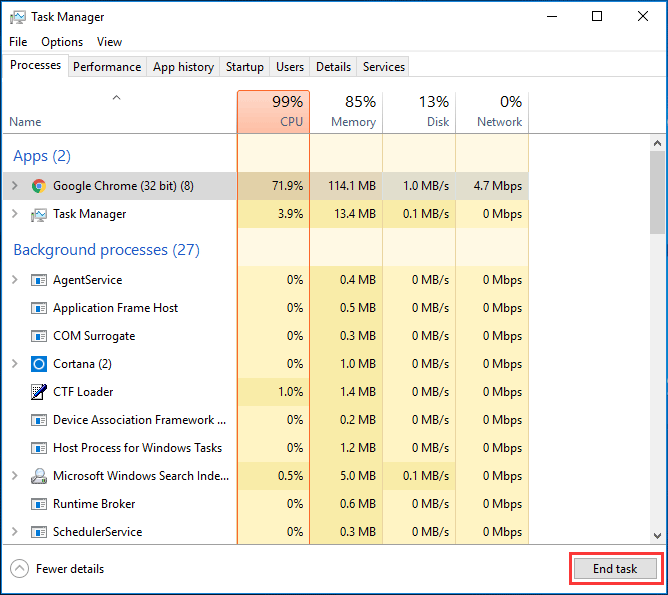 Task Manager
File Options View
Processes Performance App history Startup Users Details Services
99% 85% 13% 0%
Name CPU Memory Disk Network
Apps (2)
Google Chrome (32 bit) (8) 71.9% 114.1 MB 1.0 MB/s 4.7 Mbps
Task Manager 3.9% 13.4 MB 0.1 MB/s 0 Mbps
Background processes (27)
AgentService 0% 0.4 MB 0 MB/s 0 Mbps
Application Frame Host 0% 0.5 MB 0 MB/s 0 Mbps
COM Surrogate 0% 0.3 MB 0 MB/s 0 Mbps
Cortana (2) 0% 1.0 MB 0 MB/s 0 Mbps
CTF Loader 1.0% 1.4 MB 0 MB/s 0 Mbps
Device Association Framework ... 0% 0.2 MB 0 MB/s 0 Mbps
Host Process for Windows Tasks 0% 1.2 MB 0 MB/s 0 Mbps
Microsoft Windows Search Inde... 0.5% 5.0 MB 0.1 MB/s 0 Mbps
Runtime Broker 0% 0.6 MB 0 MB/s 0 Mbps
SchedulerService 0% 0.3 MB 0 MB/s 0 Mbps
Fewer details End task